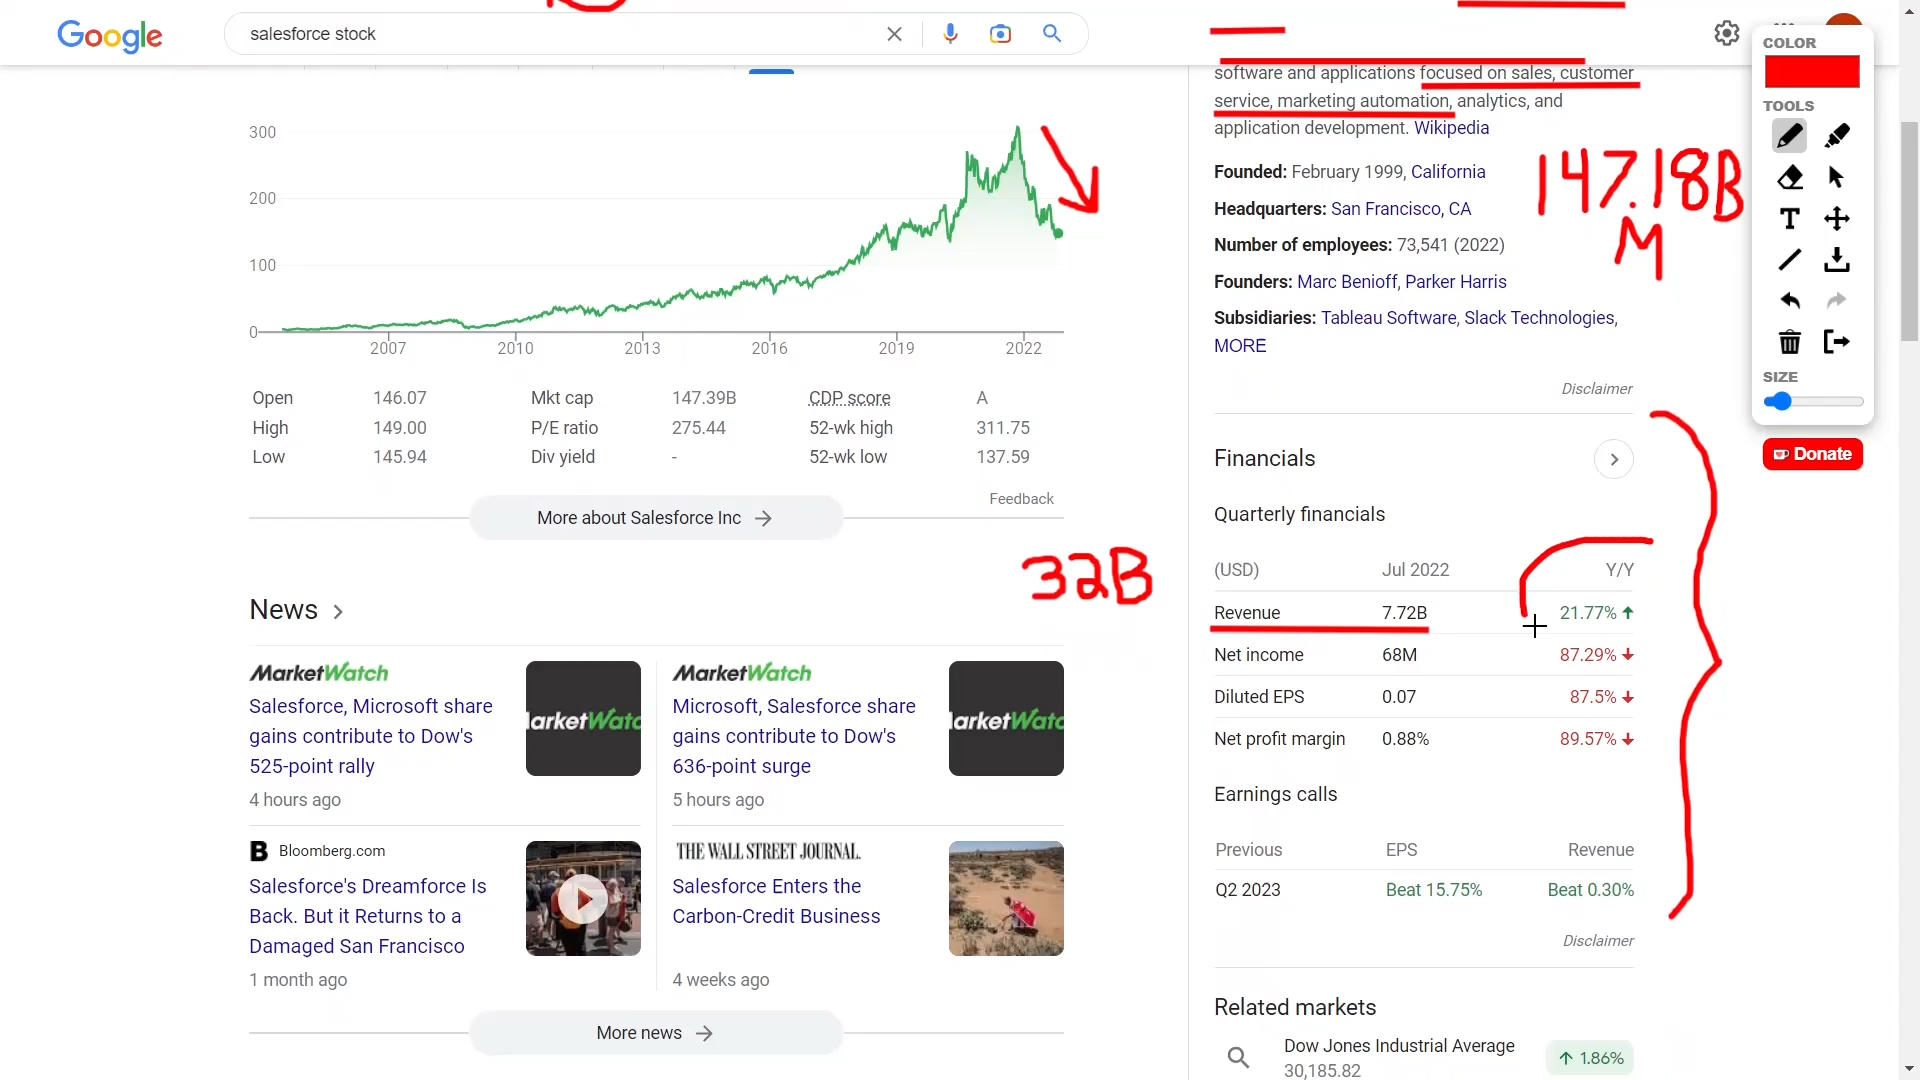 Google
salesforce stock
software and applications focused on sales, customer
service, marketing automation, analytics, and
application development. Wikipedia
Founded: February 1999, California
Headquarters: San Francisco, CA
Number of employees: 73,541 (2022)
Founders: Marc Benioff, Parker Harris
Subsidiaries: Tableau Software, Slack Technologies,
MORE
Disclaimer
147.18B
M
COLOR
TOOLS
T
SIZE
Donate
300
200
100
0
2007 2010 2013 2016 2019 2022
Open 146.07 Mkt cap 147.39B CDP score A
High 149.00 P/E ratio 275.44 52-wk high 311.75
Low 145.94 Div yield - 52-wk low 137.59
Feedback
More about Salesforce Inc
32B
Financials
Quarterly financials
(USD) Jul 2022 Y/Y
Revenue 7.72B 21.77%
Net income 68M 87.29%
Diluted EPS 0.07 87.5%
Net profit margin 0.88% 89.57%
Earnings calls
Previous EPS Revenue
Q2 2023 Beat 15.75% Beat 0.30%
Disclaimer
Related markets
Dow Jones Industrial Average
30,185.82
1.86%
News
MarketWatch
Salesforce, Microsoft share
gains contribute to Dow's
525-point rally
4 hours ago
arketWatc
MarketWatch
Microsoft, Salesforce share
gains contribute to Dow's
636-point surge
5 hours ago
arketWatc
B Bloomberg.com
Salesforce's Dreamforce Is
Back. But it Returns to a
Damaged San Francisco
1 month ago
THE WALL STREET JOURNAL.
Salesforce Enters the
Carbon-Credit Business
4 weeks ago
More news